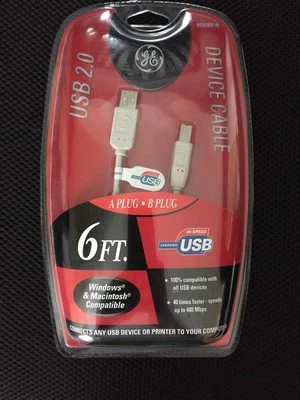 GE
USB 2.0
DEVICE CABLE
USB
A PLUG • B PLUG
6 FT.
Windows®
& Macintosh®
Compatible
HI-SPEED
CERTIFIED
USB
• 100% compatible with
all USB devices
• 40 times faster - speeds
up to 480 Mbps
CONNECTS ANY USB DEVICE OR PRINTER TO YOUR COMPUTER